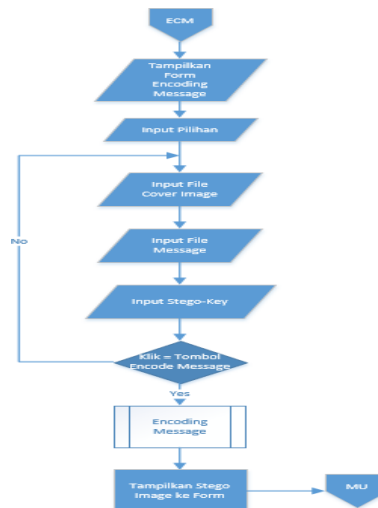 ECM
Tampilkan
Form
Encoding
Message
Input Pilihan
Input File
Cover Image
No
Input File
Message
Input Stego-Key
Klik = Tombol
Encode Message
Yes
Encoding
Message
Tampilkan Stego
Image ke Form
MU